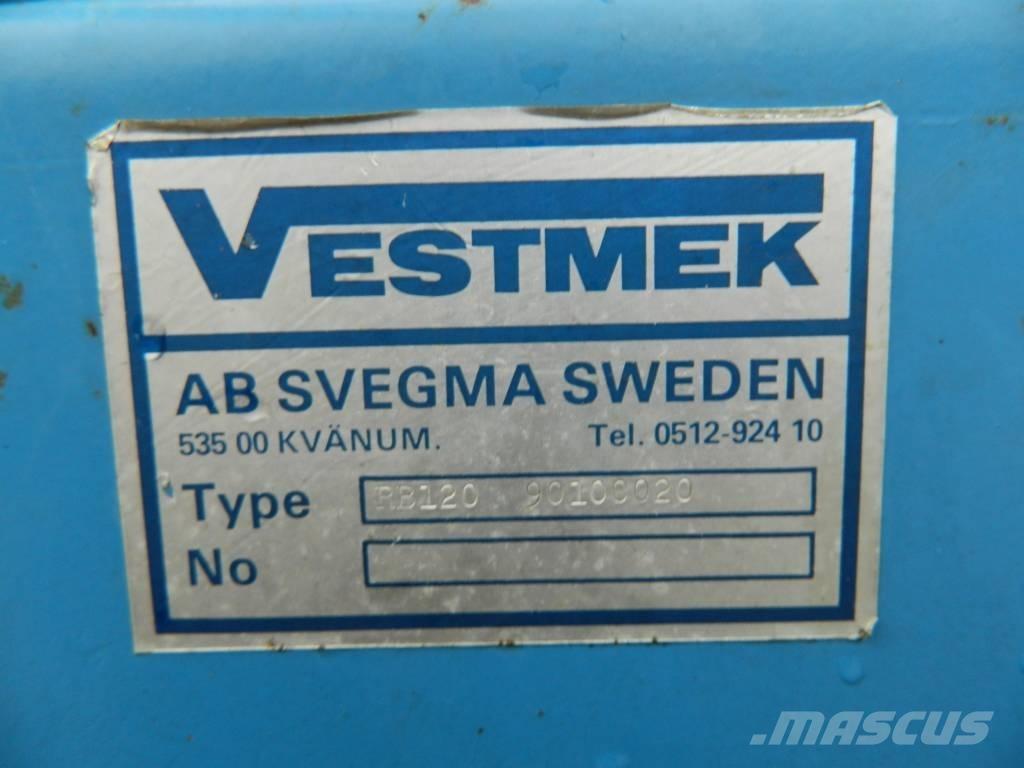 VESTMEK
AB SVEGMA SWEDEN
535 00 KVÄNUM. Tel. 0512-924 10
Type RB120 90108020
No
MASCUS